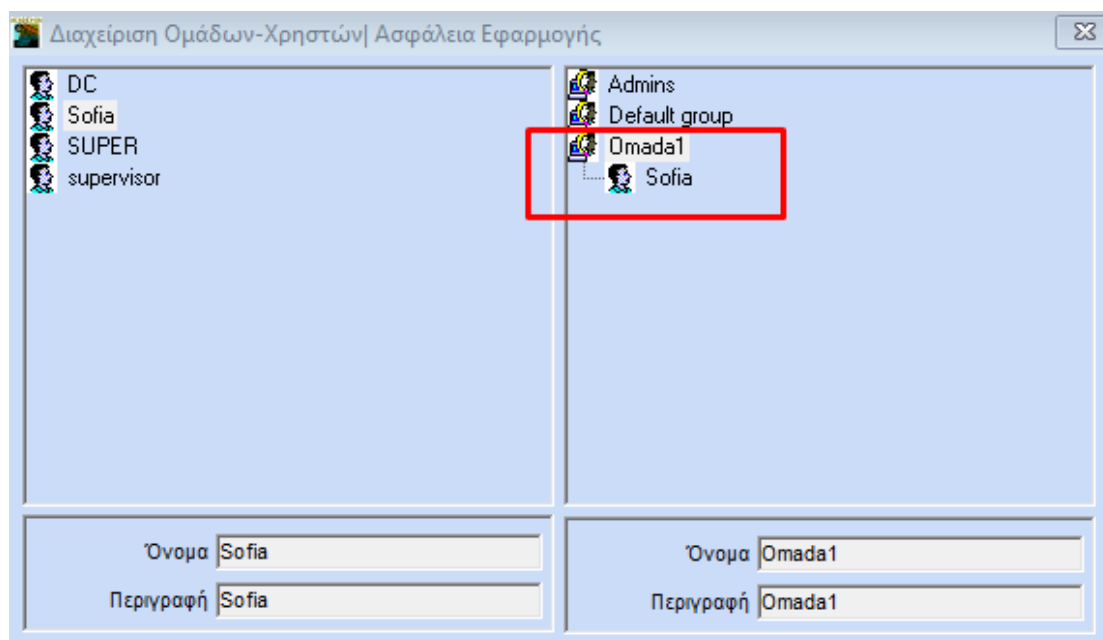 Διαχείριση Ομάδων-Χρηστών| Ασφάλεια Εφαρμογής
DC
Sofia
SUPER
supervisor
Admins
Default group
Omada1
Sofia
Όνομα Sofia
Περιγραφή Sofia
Όνομα Omada1
Περιγραφή Omada1